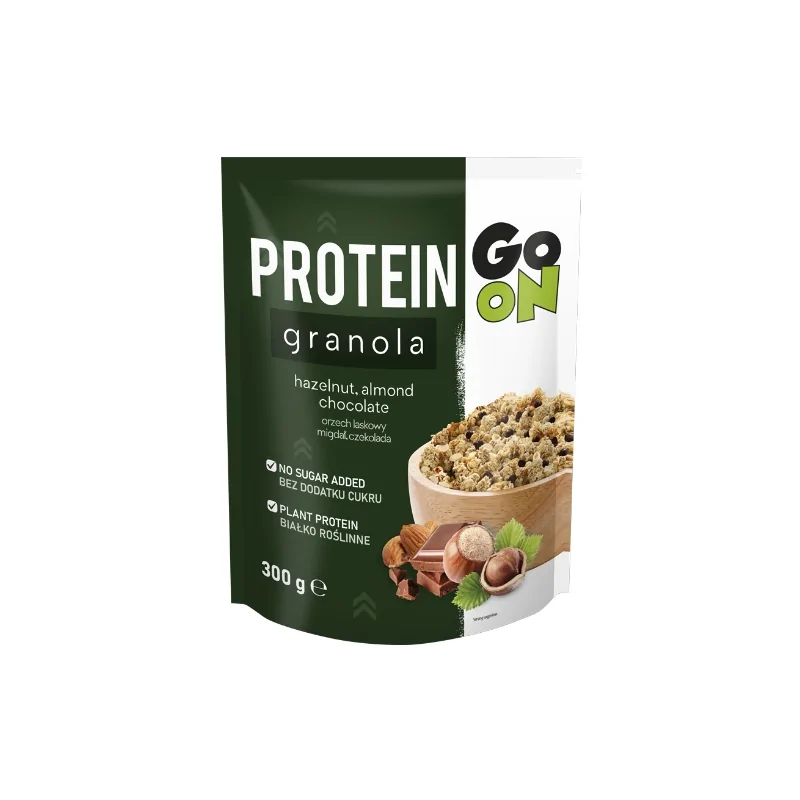 PROTEIN
GO
ON
granola
hazelnut, almond
chocolate
orzech laskowy
migdał, czekolada
NO SUGAR ADDED
BEZ DODATKU CUKRU
PLANT PROTEIN
BIAŁKO ROŚLINNE
300 g ℮